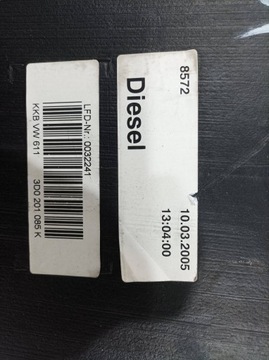 8572
10.03.2005
13:04:00
Diesel
LFD-Nr.: 0032241
KKB VW 611
3D0 201 085 K